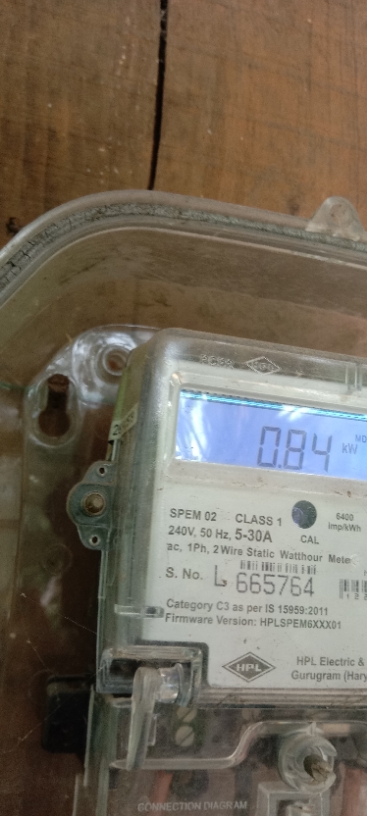 MD
0.84 kW
SPEM 02 CLASS 1
240V, 50 Hz, 5-30A
CAL
6400
imp/kWh
ac, 1Ph, 2Wire Static Watthour Meter
S. No. L 665764
Category C3 as per IS 15959:2011
Firmware Version: HPLSPEM6XXX01
HPL
HPL Electric &
Gurugram (Hary
CONNECTION DIAGRAM